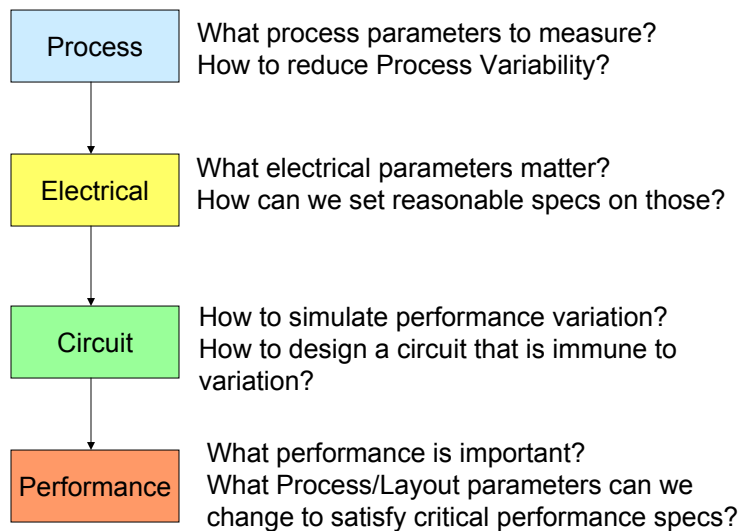 Process
What process parameters to measure?
How to reduce Process Variability?
Electrical
What electrical parameters matter?
How can we set reasonable specs on those?
Circuit
How to simulate performance variation?
How to design a circuit that is immune to
variation?
Performance
What performance is important?
What Process/Layout parameters can we
change to satisfy critical performance specs?